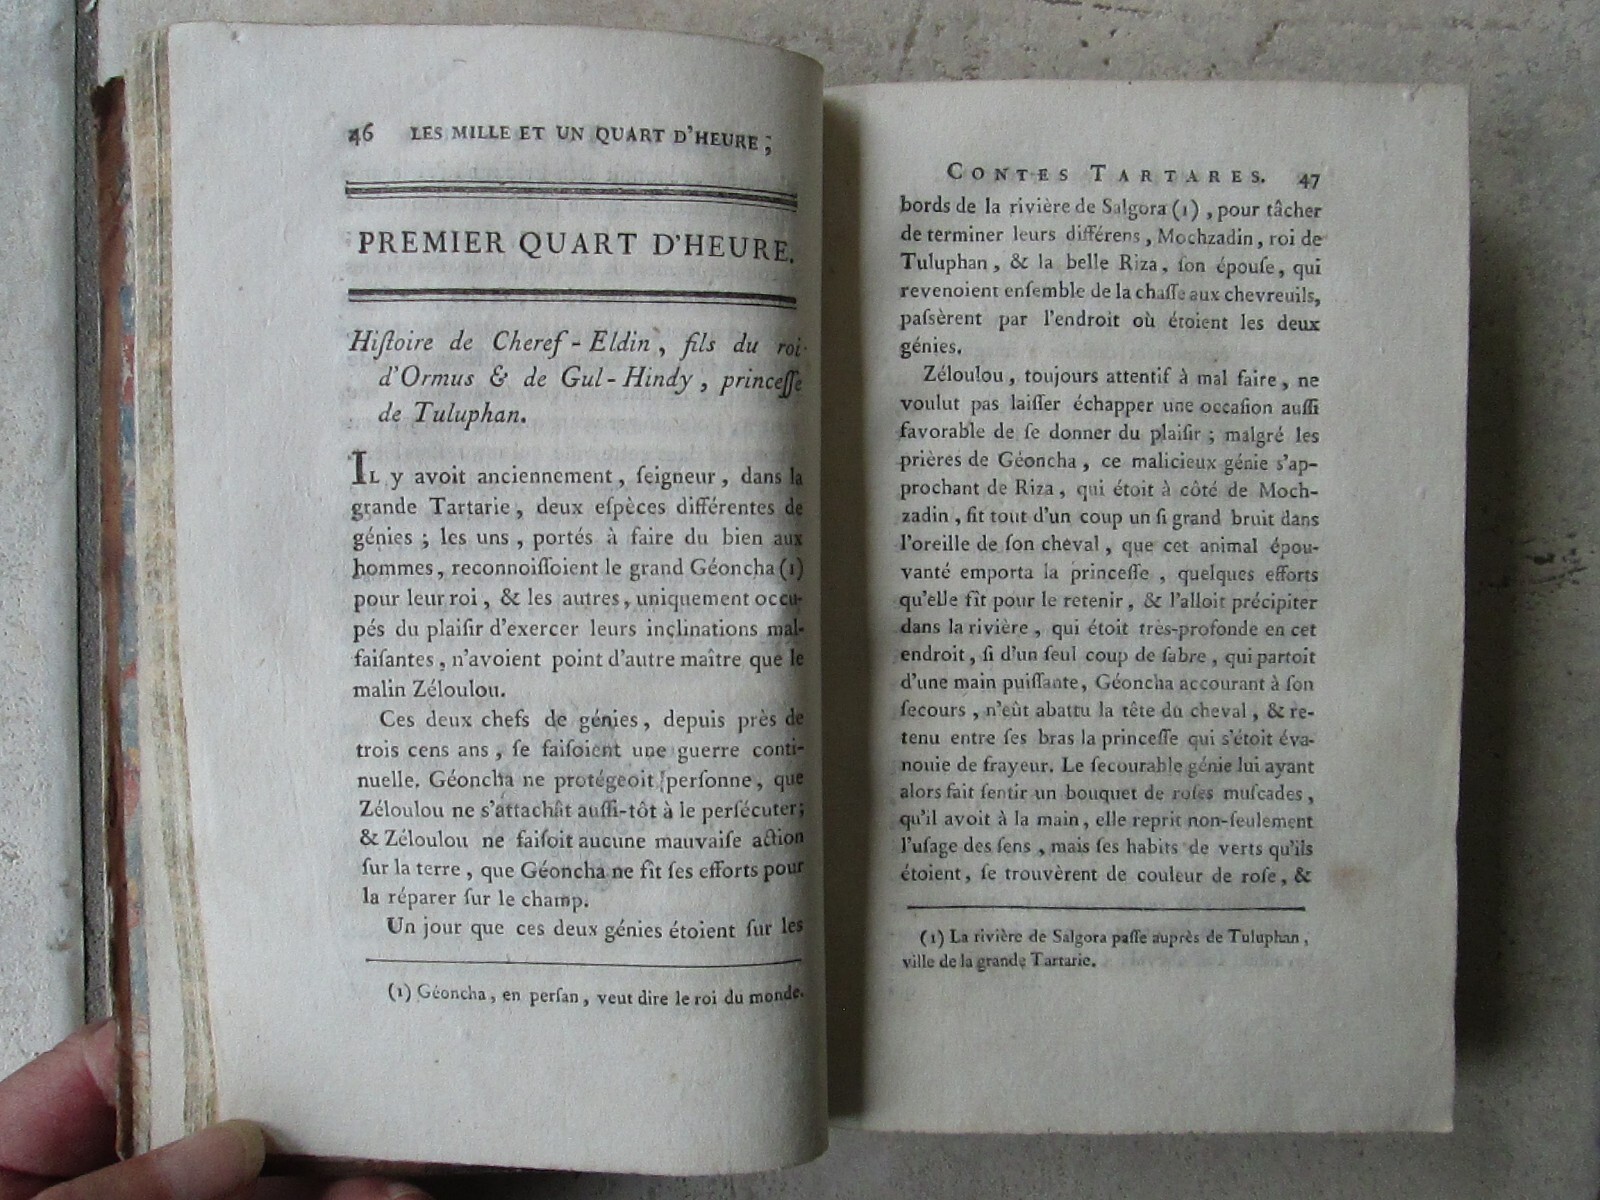 46 LES MILLE ET UN QUART D'HEURE;
PREMIER QUART D'HEURE.
Hiſtoire de Cheref-Eldin, fils du roi
d'Ormus & de Gul-Hindy, princeſſe
de Tuluphan.
IL y avoit anciennement, ſeigneur, dans la
grande Tartarie, deux eſpèces différentes de
génies; les uns, portés à faire du bien aux
hommes, reconnoiſſoient le grand Géoncha (1)
pour leur roi, & les autres, uniquement occu-
pés du plaiſir d'exercer leurs inclinations mal-
faiſantes, n'avoient point d'autre maître que le
malin Zéloulou.
Ces deux chefs de génies, depuis près de
trois cens ans, ſe faiſoient une guerre conti-
nuelle. Géoncha ne protégeoit perſonne, que
Zéloulou ne s'attachât auſſi-tôt à le perſécuter;
& Zéloulou ne faiſoit aucune mauvaiſe action
ſur la terre, que Géoncha ne fît ſes efforts pour
la réparer ſur le champ.
Un jour que ces deux génies étoient ſur les
(1) Géoncha, en perſan, veut dire le roi du monde.
CONTES TARTARES. 47
bords de la rivière de Salgora (1), pour tâcher
de terminer leurs différens, Mochzadin, roi de
Tuluphan, & la belle Riza, ſon épouſe, qui
revenoient enſemble de la chaſſe aux chevreuils,
paſsèrent par l'endroit où étoient les deux
génies.
Zéloulou, toujours attentif à mal faire, ne
voulut pas laiſſer échapper une occaſion auſſi
favorable de ſe donner du plaiſir; malgré les
prières de Géoncha, ce malicieux génie s'ap-
prochant de Riza, qui étoit à côté de Moch-
zadin, fit tout d'un coup un ſi grand bruit dans
l'oreille de ſon cheval, que cet animal épou-
vanté emporta la princeſſe, quelques efforts
qu'elle fît pour le retenir, & l'alloit précipiter
dans la rivière, qui étoit très-profonde en cet
endroit, ſi d'un ſeul coup de ſabre, qui partoit
d'une main puiſſante, Géoncha accourant à ſon
ſecours, n'eût abattu la tête du cheval, & re-
tenu entre ſes bras la princeſſe qui s'étoit éva-
nouie de frayeur. Le ſecourable génie lui ayant
alors fait ſentir un bouquet de roſes muſcades,
qu'il avoit à la main, elle reprit non-ſeulement
l'uſage des ſens, mais ſes habits de verts qu'ils
étoient, ſe trouvèrent de couleur de roſe, &
(1) La rivière de Salgora paſſe auprès de Tuluphan,
ville de la grande Tartarie.